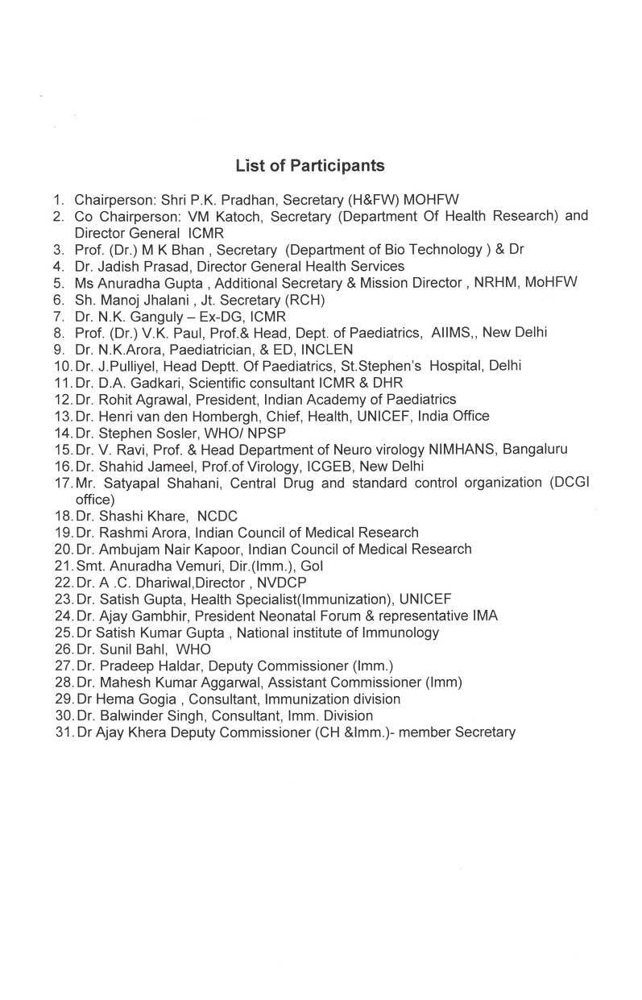 List of Participants
1. Chairperson: Shri P.K. Pradhan, Secretary (H&FW) MOHFW
2. Co Chairperson: VM Katoch, Secretary (Department Of Health Research) and
Director General ICMR
3. Prof. (Dr.) M K Bhan , Secretary (Department of Bio Technology ) & Dr
4. Dr. Jadish Prasad, Director General Health Services
5. Ms Anuradha Gupta , Additional Secretary & Mission Director , NRHM, MoHFW
6. Sh. Manoj Jhalani , Jt. Secretary (RCH)
7. Dr. N.K. Ganguly – Ex-DG, ICMR
8. Prof. (Dr.) V.K. Paul, Prof.& Head, Dept. of Paediatrics, AIIMS,, New Delhi
9. Dr. N.K.Arora, Paediatrician, & ED, INCLEN
10. Dr. J.Pulliyel, Head Deptt. Of Paediatrics, St.Stephen's Hospital, Delhi
11. Dr. D.A. Gadkari, Scientific consultant ICMR & DHR
12. Dr. Rohit Agrawal, President, Indian Academy of Paediatrics
13. Dr. Henri van den Hombergh, Chief, Health, UNICEF, India Office
14. Dr. Stephen Sosler, WHO/ NPSP
15. Dr. V. Ravi, Prof. & Head Department of Neuro virology NIMHANS, Bangaluru
16. Dr. Shahid Jameel, Prof.of Virology, ICGEB, New Delhi
17. Mr. Satyapal Shahani, Central Drug and standard control organization (DCGI
office)
18. Dr. Shashi Khare, NCDC
19. Dr. Rashmi Arora, Indian Council of Medical Research
20. Dr. Ambujam Nair Kapoor, Indian Council of Medical Research
21. Smt. Anuradha Vemuri, Dir.(Imm.), GoI
22. Dr. A .C. Dhariwal,Director , NVDCP
23. Dr. Satish Gupta, Health Specialist(Immunization), UNICEF
24. Dr. Ajay Gambhir, President Neonatal Forum & representative IMA
25. Dr Satish Kumar Gupta , National institute of Immunology
26. Dr. Sunil Bahl, WHO
27. Dr. Pradeep Haldar, Deputy Commissioner (Imm.)
28. Dr. Mahesh Kumar Aggarwal, Assistant Commissioner (Imm)
29. Dr Hema Gogia , Consultant, Immunization division
30. Dr. Balwinder Singh, Consultant, Imm. Division
31. Dr Ajay Khera Deputy Commissioner (CH &Imm.)- member Secretary